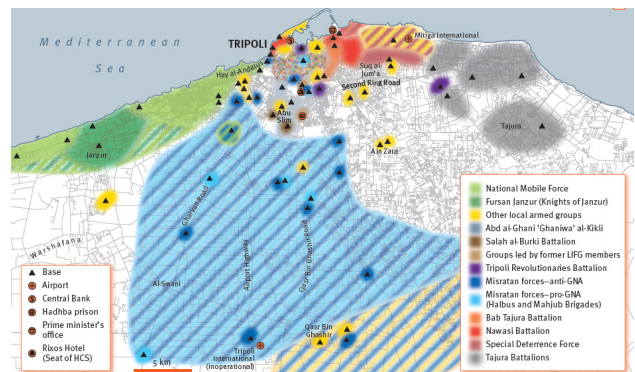 Mediterranean
Sea
TRIPOLI
Mitiga International
Hay al-Andalus
Suq al-
Jum'a
Second Ring Road
Abu
Slim
Tajura
Janzur
Ain Zara
Warshafana
Gharyan Road
Airport Highway
Qasr Bin Ghashir Road
Al-Swani
Qasr Bin
Ghashir
Tripoli
International
(inoperational)
5 km
Base
Airport
Central Bank
Hadhba prison
Prime minister's
office
Rixos Hotel
(Seat of HCS)
National Mobile Force
Fursan Janzur (Knights of Janzur)
Other local armed groups
Abd al-Ghani 'Ghaniwa' al-Kikli
Salah al-Burki Battalion
Groups led by former LIFG members
Tripoli Revolutionaries Battalion
Misratan forces–anti-GNA
Misratan forces–pro-GNA
(Halbus and Mahjub Brigades)
Bab Tajura Battalion
Nawasi Battalion
Special Deterrence Force
Tajura Battalions